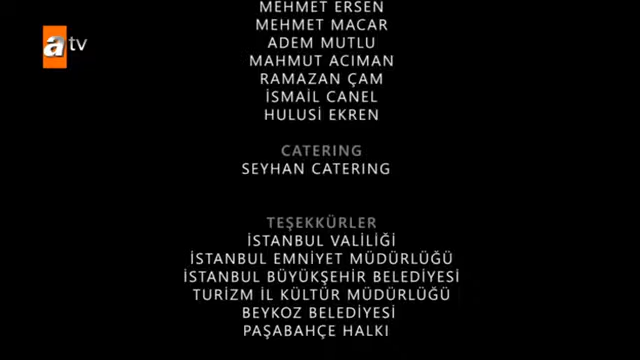 MEHMET ERSEN
MEHMET MACAR
ADEM MUTLU
MAHMUT ACIMAN
RAMAZAN ÇAM
İSMAİL CANEL
HULUSİ EKREN
atv
CATERING
SEYHAN CATERING
TEŞEKKÜRLER
İSTANBUL VALİLİĞİ
İSTANBUL EMNİYET MÜDÜRLÜĞÜ
İSTANBUL BÜYÜKŞEHİR BELEDİYESİ
TURİZM İL KÜLTÜR MÜDÜRLÜĞÜ
BEYKOZ BELEDİYESİ
PAŞABAHÇE HALKI